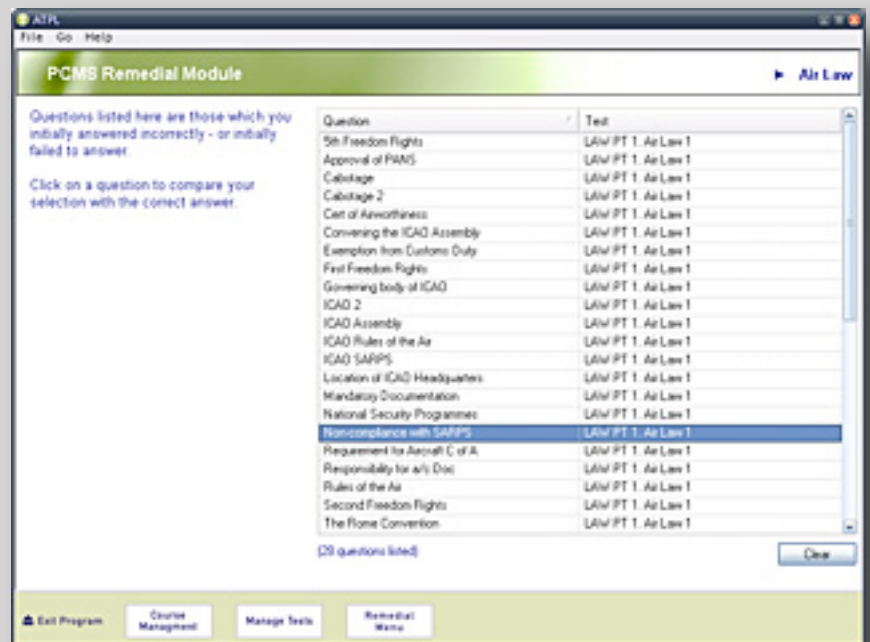 ATPL
File Go Help
PCMS Remedial Module
Air Law
Questions listed here are those which you
initially answered incorrectly - or initially
failed to answer.
Click on a question to compare your
selection with the correct answer.
Question Test
5th Freedom Rights LAW PT 1. Air Law 1
Approval of PANS LAW PT 1. Air Law 1
Cabotage LAW PT 1. Air Law 1
Cabotage 2 LAW PT 1. Air Law 1
Cert of Airworthiness LAW PT 1. Air Law 1
Convening the ICAO Assembly LAW PT 1. Air Law 1
Exemption from Customs Duty LAW PT 1. Air Law 1
First Freedom Rights LAW PT 1. Air Law 1
Governing body of ICAO LAW PT 1. Air Law 1
ICAO 2 LAW PT 1. Air Law 1
ICAO Assembly LAW PT 1. Air Law 1
ICAO Rules of the Air LAW PT 1. Air Law 1
ICAO SARPS LAW PT 1. Air Law 1
Location of ICAO Headquarters LAW PT 1. Air Law 1
Mandatory Documentation LAW PT 1. Air Law 1
National Security Programmes LAW PT 1. Air Law 1
Non-compliance with SARPS LAW PT 1. Air Law 1
Requirement for Aircraft C of A LAW PT 1. Air Law 1
Responsibility for a/c Doc LAW PT 1. Air Law 1
Rules of the Air LAW PT 1. Air Law 1
Second Freedom Rights LAW PT 1. Air Law 1
The Rome Convention LAW PT 1. Air Law 1
(28 questions listed)
Clear
Exit Program
Course
Managment
Manage Tests
Remedial
Menu